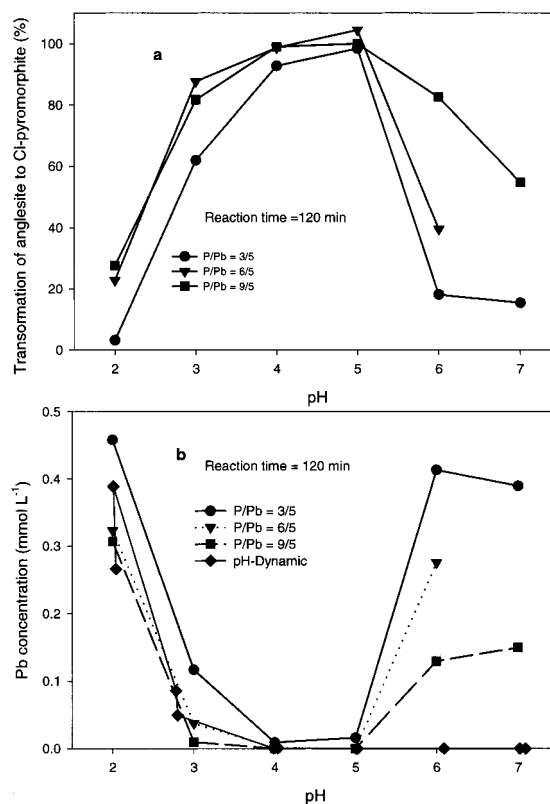 Transormation of anglesite to Cl-pyromorphite (%)
a
100
80
60
40
20
0
Reaction time =120 min
P/Pb = 3/5
P/Pb = 6/5
P/Pb = 9/5
2 3 4 5 6 7
pH
Pb concentration (mmol L⁻¹)
b
0.5
0.4
0.3
0.2
0.1
0.0
Reaction time = 120 min
P/Pb = 3/5
P/Pb = 6/5
P/Pb = 9/5
pH-Dynamic
2 3 4 5 6 7
pH